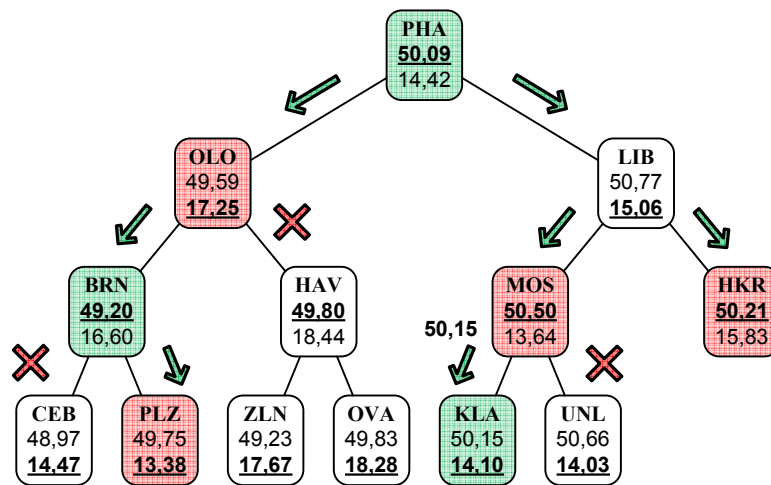 PHA
50,09
14,42
OLO
49,59
17,25
LIB
50,77
15,06
BRN
49,20
16,60
HAV
49,80
18,44
MOS
50,50
13,64
HKR
50,21
15,83
50,15
CEB
48,97
14,47
PLZ
49,75
13,38
ZLN
49,23
17,67
OVA
49,83
18,28
KLA
50,15
14,10
UNL
50,66
14,03